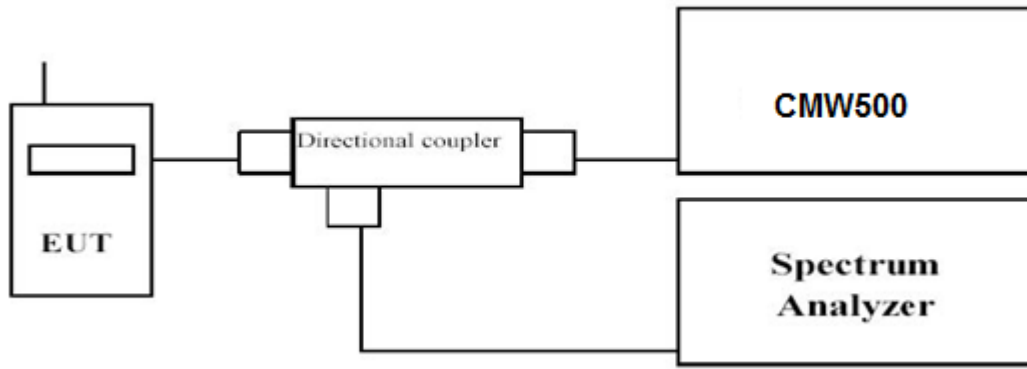 CMW500
Directional coupler
EUT
Spectrum
Analyzer